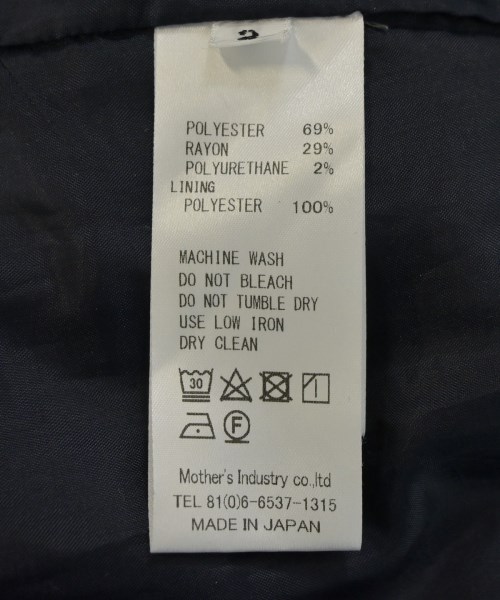 POLYESTER 69%
RAYON 29%
POLYURETHANE 2%
LINING
POLYESTER 100%
MACHINE WASH
DO NOT BLEACH
DO NOT TUMBLE DRY
USE LOW IRON
DRY CLEAN
30
F
Mother's Industry co.,ltd
TEL 81(0)6-6537-1315
MADE IN JAPAN